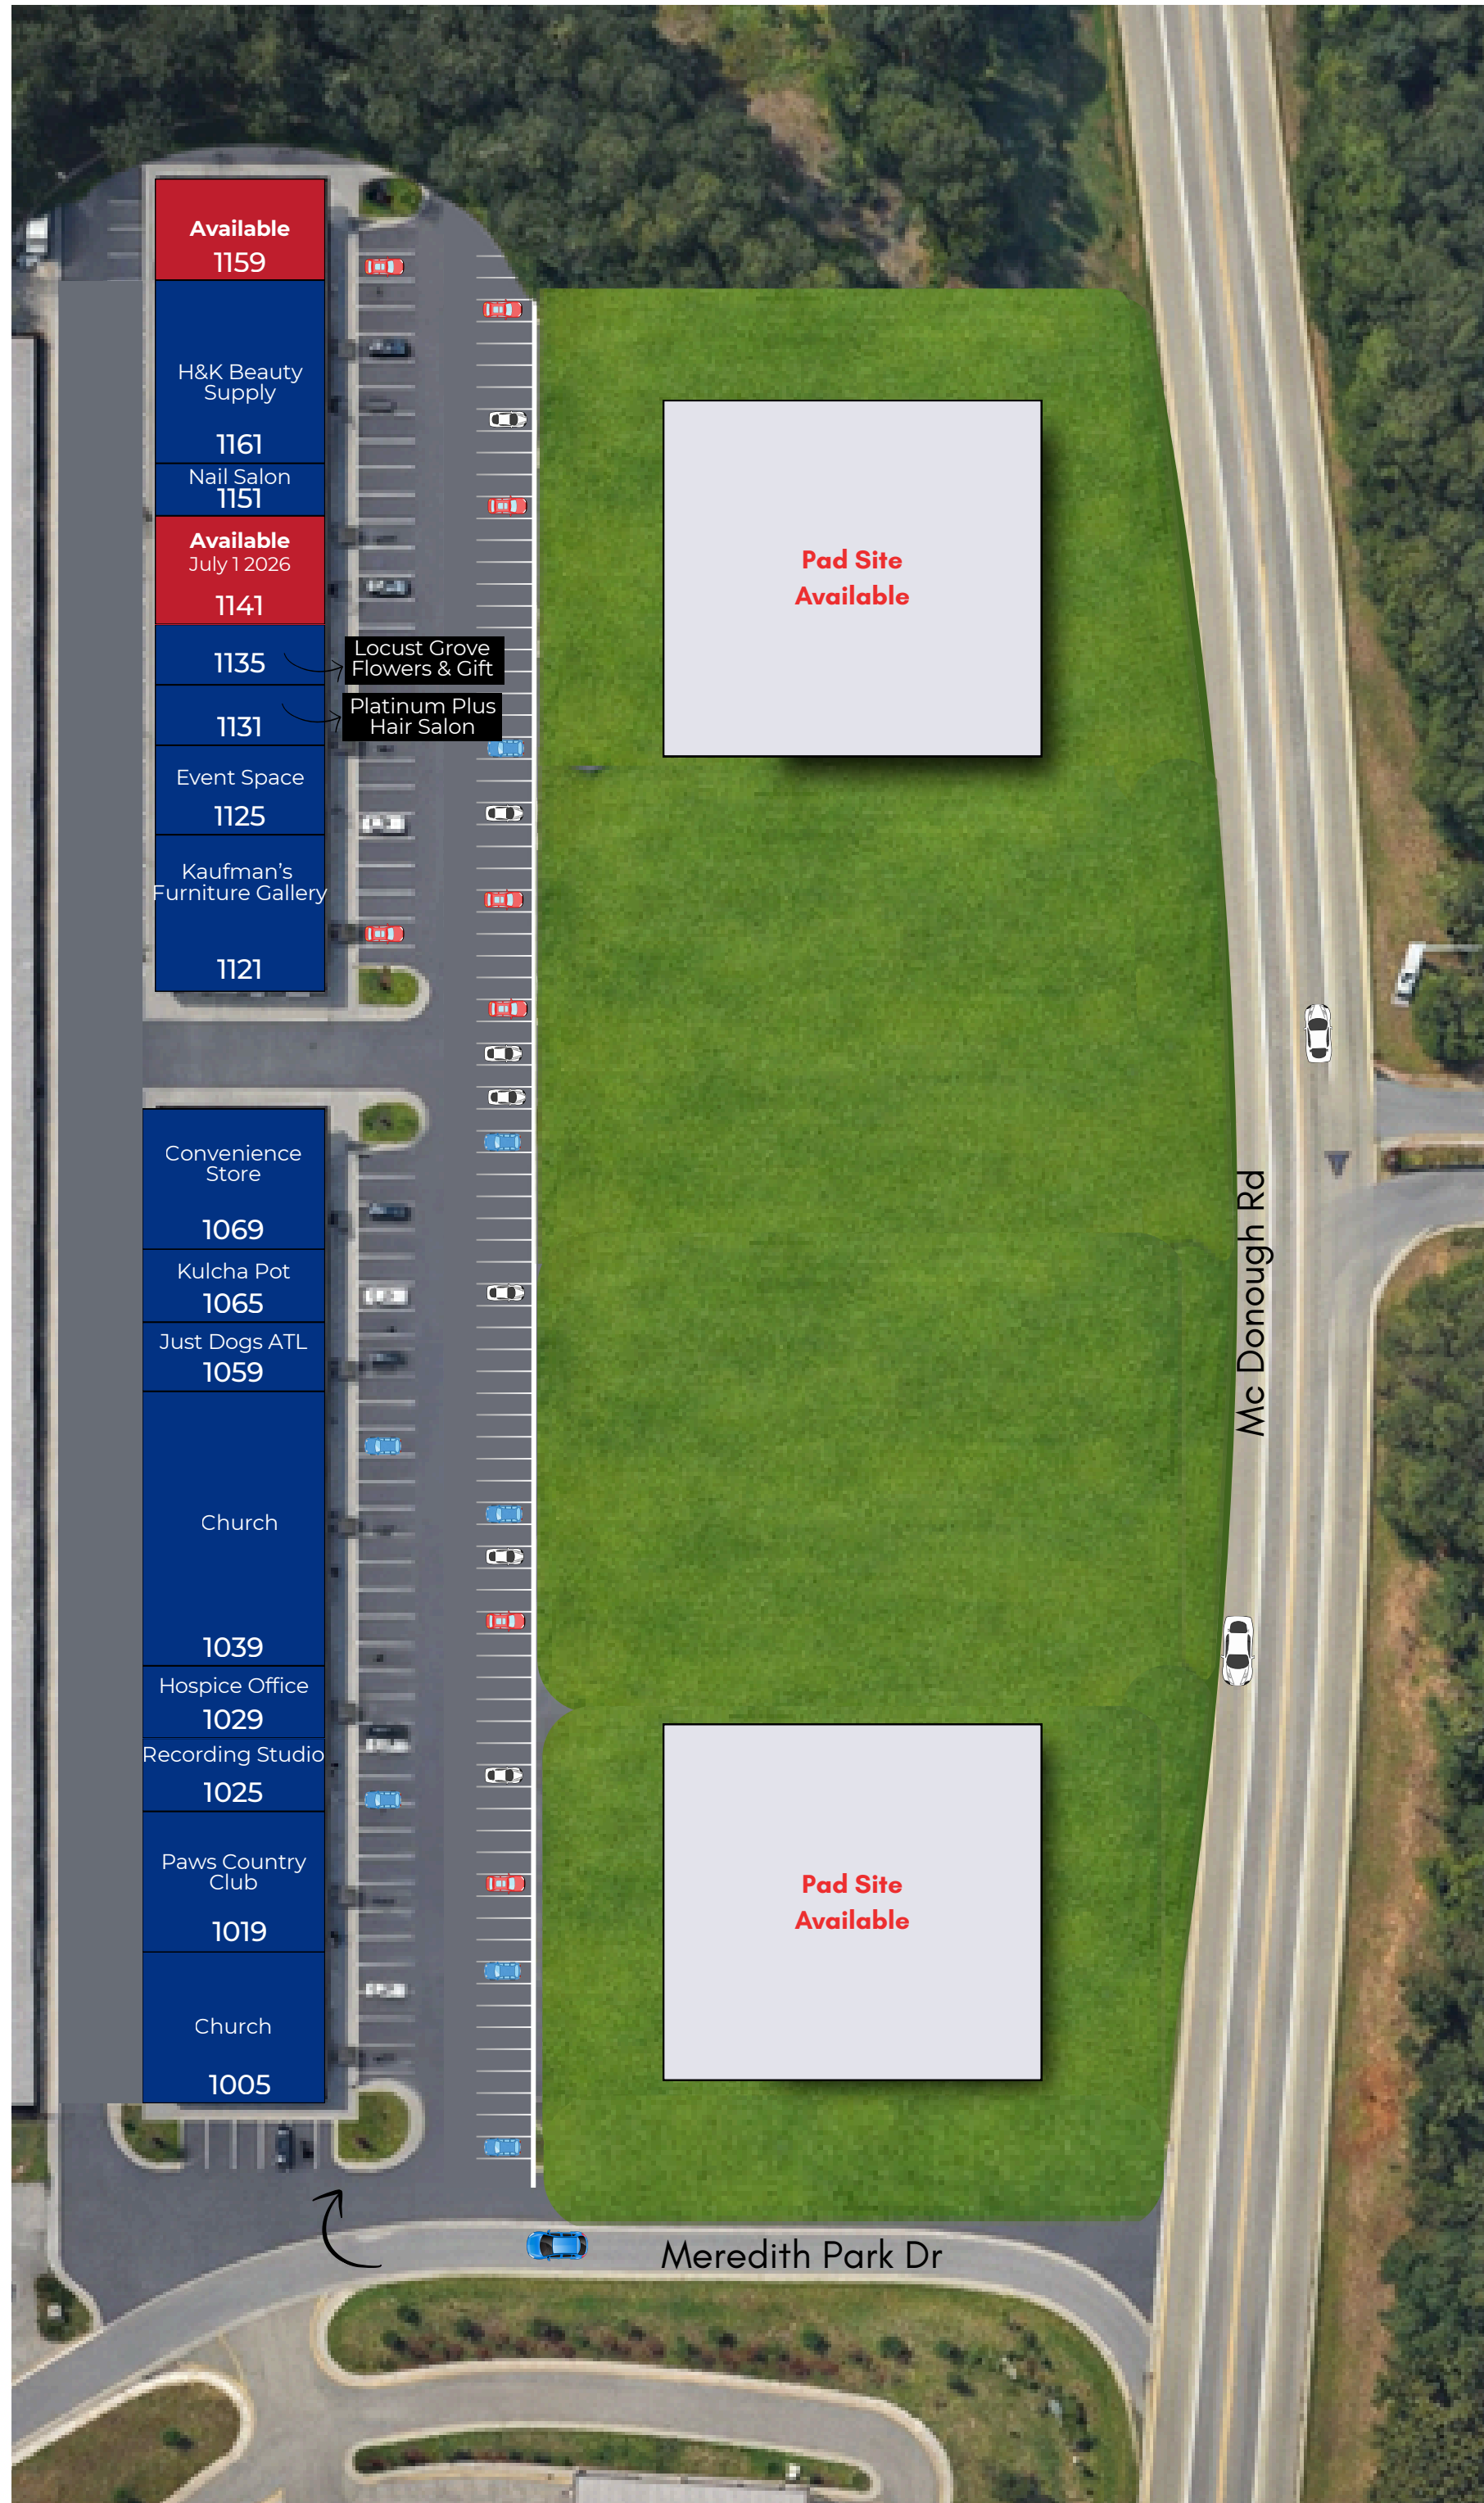 Available
1159
H&K Beauty
Supply
1161
Nail Salon
1151
Available
July 1 2026
1141
1135
Locust Grove
Flowers & Gift
1131
Platinum Plus
Hair Salon
Event Space
1125
Kaufman’s
Furniture Gallery
1121
Convenience
Store
1069
Kulcha Pot
1065
Just Dogs ATL
1059
Church
1039
Hospice Office
1029
Recording Studio
1025
Paws Country
Club
1019
Church
1005
Pad Site
Available
Pad Site
Available
Mc Donough Rd
Meredith Park Dr